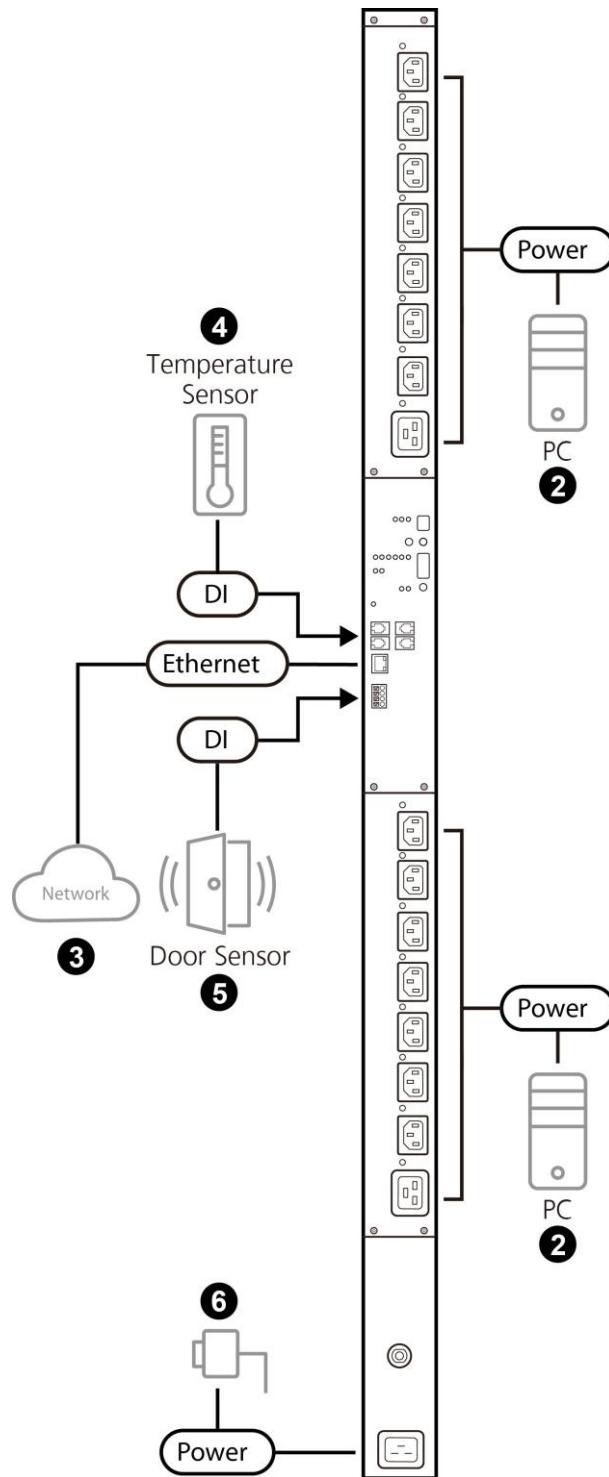 Power
4
Temperature
Sensor
PC
2
DI
Ethernet
DI
Network
3
Door Sensor
5
Power
PC
2
6
Power